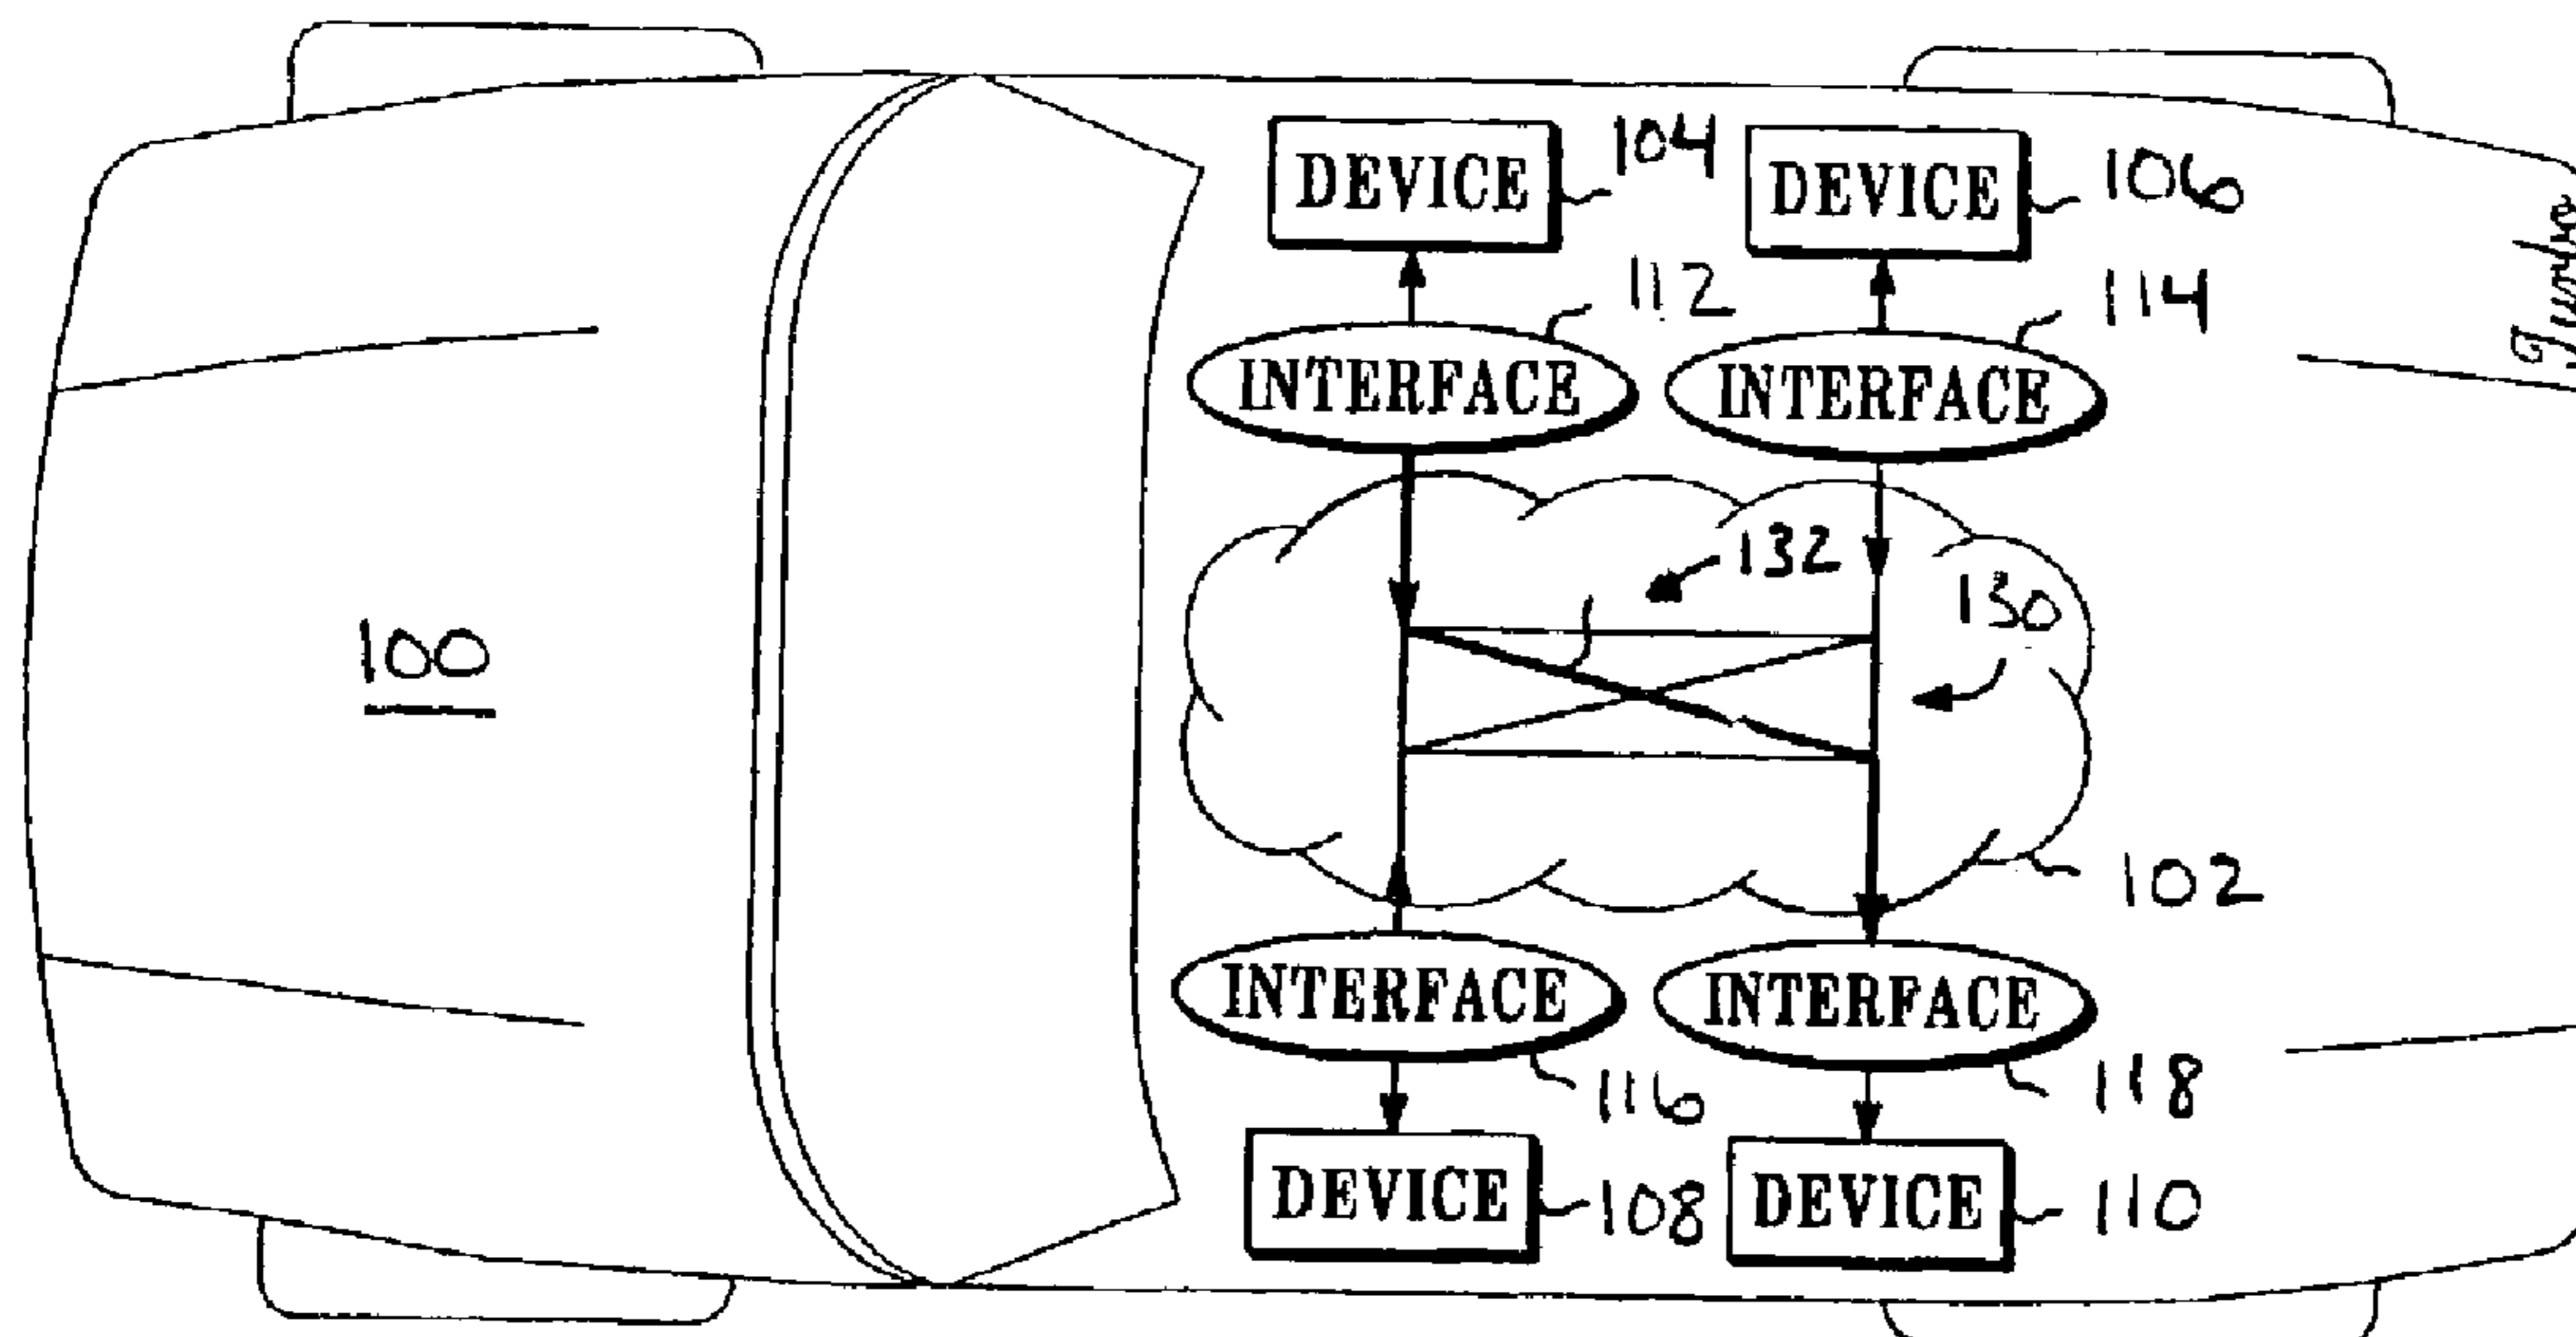 DEVICE 104 DEVICE 106
112 114
INTERFACE INTERFACE
132
130
100
102
INTERFACE INTERFACE
116 118
DEVICE 108 DEVICE 110